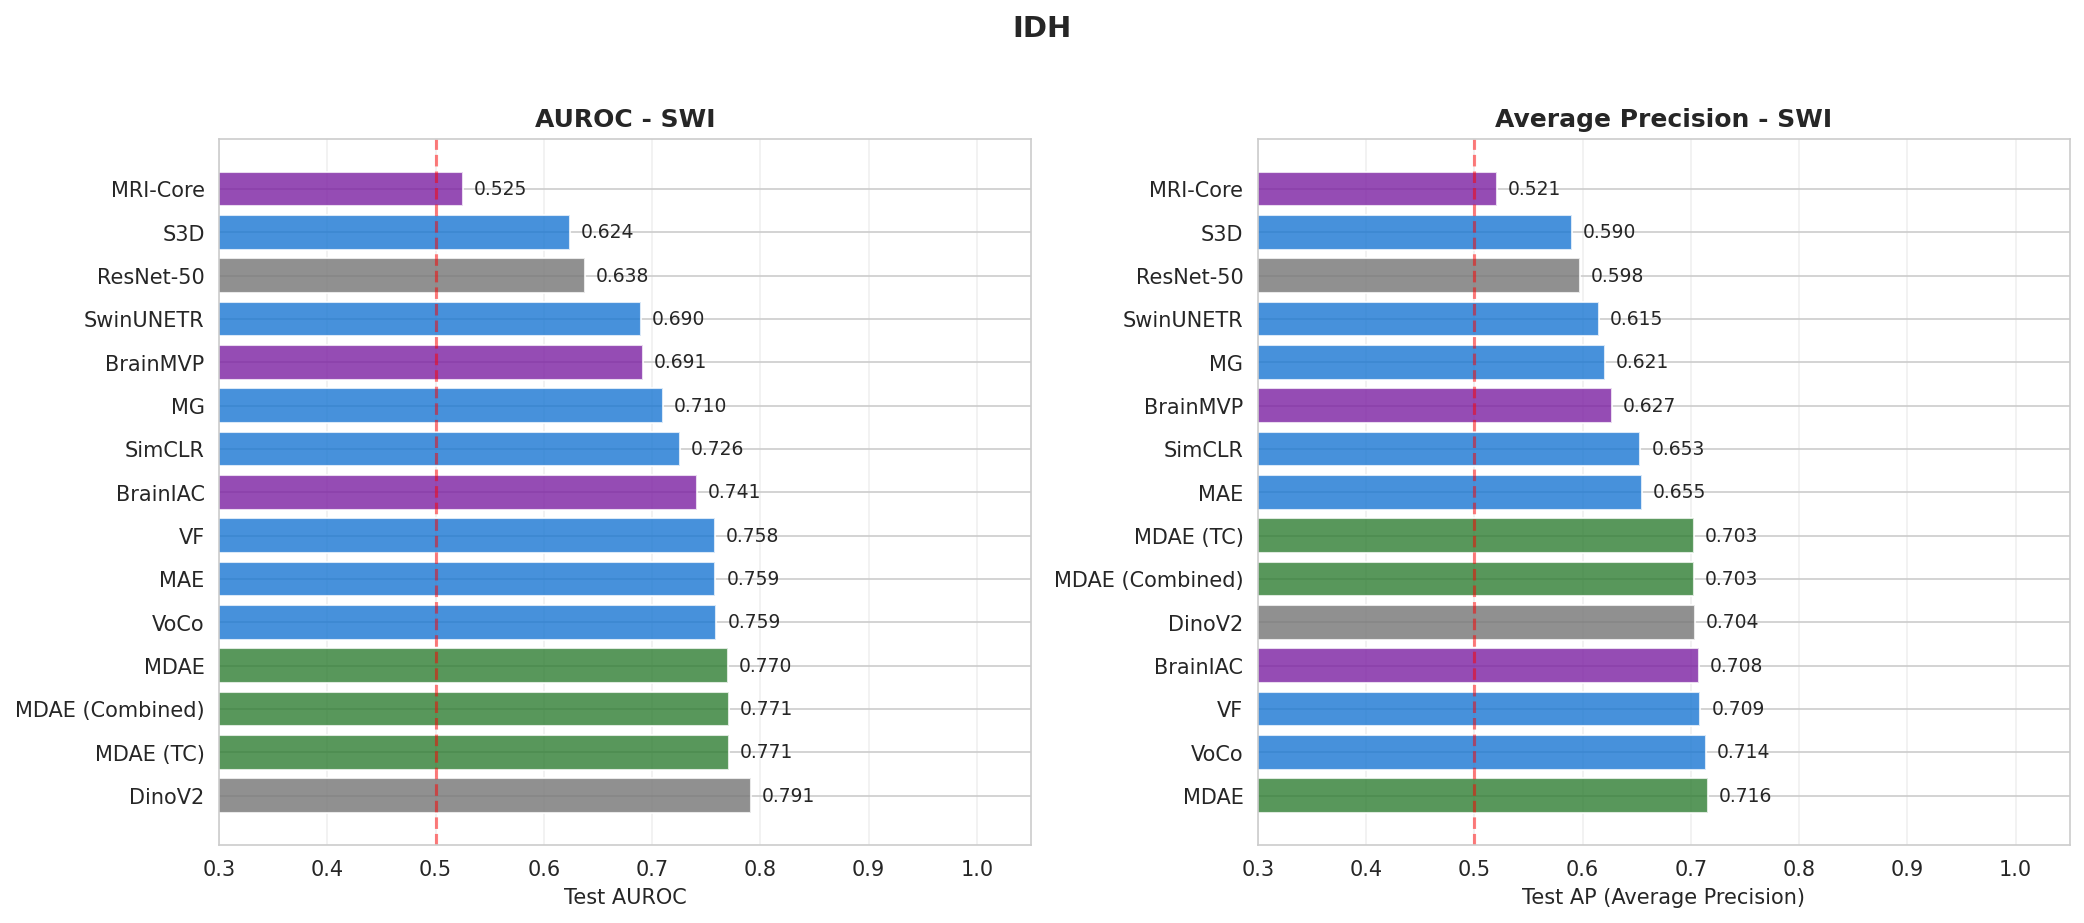 IDH
AUROC - SWI
MRI-Core 0.525
S3D 0.624
ResNet-50 0.638
SwinUNETR 0.690
BrainMVP 0.691
MG 0.710
SimCLR 0.726
BrainIAC 0.741
VF 0.758
MAE 0.759
VoCo 0.759
MDAE 0.770
MDAE (Combined) 0.771
MDAE (TC) 0.771
DinoV2 0.791
0.3 0.4 0.5 0.6 0.7 0.8 0.9 1.0
Test AUROC
Average Precision - SWI
MRI-Core 0.521
S3D 0.590
ResNet-50 0.598
SwinUNETR 0.615
MG 0.621
BrainMVP 0.627
SimCLR 0.653
MAE 0.655
MDAE (TC) 0.703
MDAE (Combined) 0.703
DinoV2 0.704
BrainIAC 0.708
VF 0.709
VoCo 0.714
MDAE 0.716
0.3 0.4 0.5 0.6 0.7 0.8 0.9 1.0
Test AP (Average Precision)